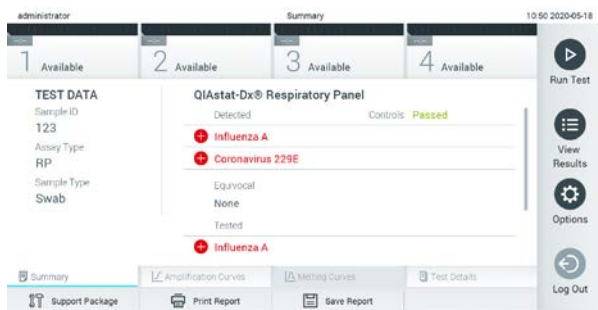 administrator Summary 10:50 2020-05-18
1 Available 2 Available 3 Available 4 Available
Run Test
View Results
Options
Log Out
TEST DATA
Sample ID
123
Assay Type
RP
Sample Type
Swab
QIAstat-Dx® Respiratory Panel
Detected Controls Passed
Influenza A
Coronavirus 229E
Equivocal
None
Tested
Influenza A
Summary Amplification Curves Melting Curves Test Details
Support Package Print Report Save Report